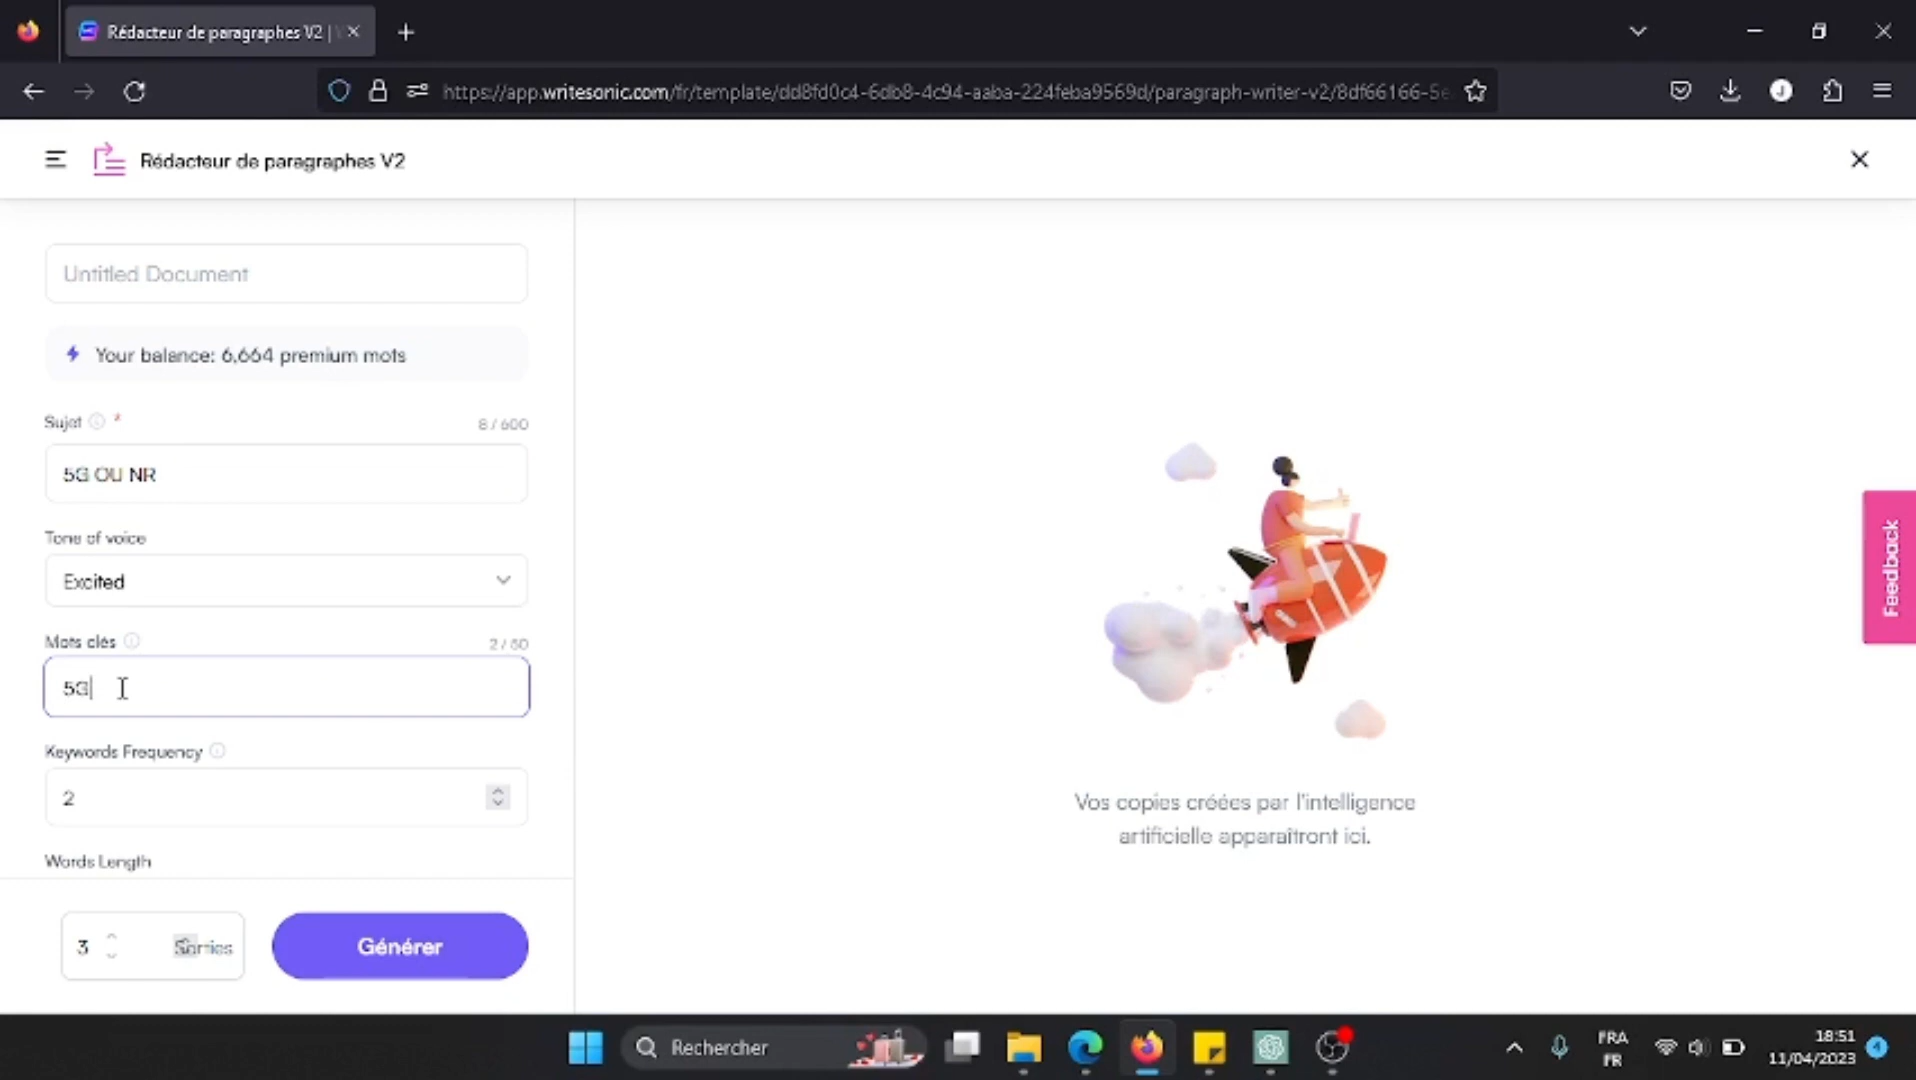 Rédacteur de paragraphes V2 |
https://app.writesonic.com/fr/template/dd8fd0c4-6db8-4c94-aaba-224feba9569d/paragraph-writer-v2/8df66166-5e
Rédacteur de paragraphes V2
Untitled Document
Your balance: 6,664 premium mots
Sujet * 8 / 600
5G OU NR
Tone of voice
Excited
Mots clés 2 / 50
5G
Keywords Frequency
2
Words Length
3 Sorties
Générer
Vos copies créées par l'intelligence
artificielle apparaîtront ici.
Feedback
Rechercher
FRA
FR
18:51
11/04/2023
4